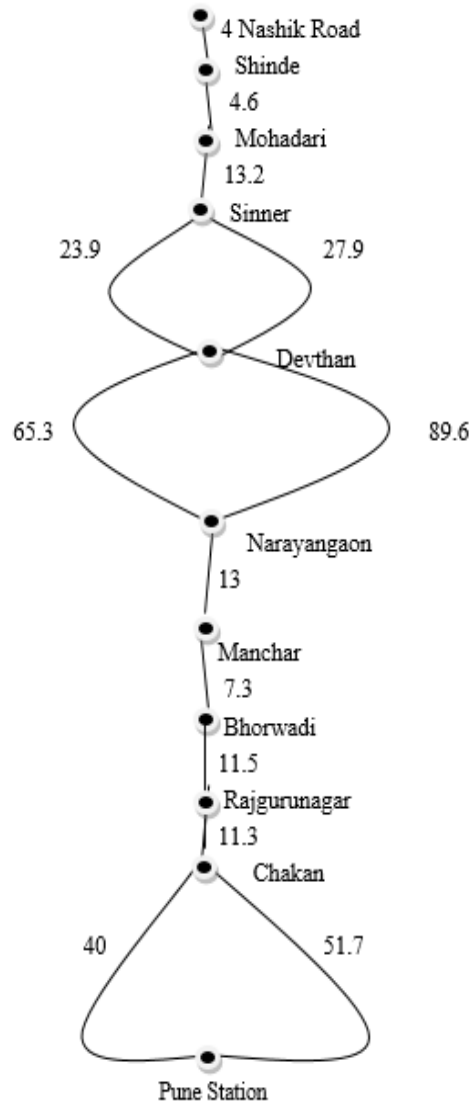 4 Nashik Road
Shinde
4.6
Mohadari
13.2
Sinner
23.9
27.9
Devthan
65.3
89.6
Narayangaon
13
Manchar
7.3
Bhorwadi
11.5
Rajgurunagar
11.3
Chakan
40
51.7
Pune Station